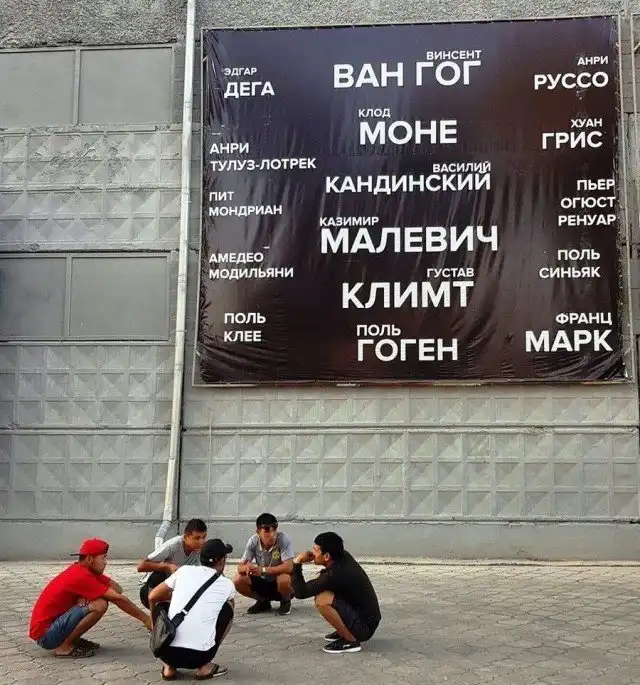 ЭДГАР
ДЕГА
АНРИ
ТУЛУЗ-ЛОТРЕК
ПИТ
МОНДРИАН
АМЕДЕО
МОДИЛЬЯНИ
ПОЛЬ
КЛЕЕ
ВИНСЕНТ
ВАН ГОГ
КЛОД
МОНЕ
ВАСИЛИЙ
КАНДИНСКИЙ
КАЗИМИР
МАЛЕВИЧ
ГУСТАВ
КЛИМТ
ПОЛЬ
ГОГЕН
АНРИ
РУССО
ХУАН
ГРИС
ПЬЕР
ОГЮСТ
РЕНУАР
ПОЛЬ
СИНЬЯК
ФРАНЦ
МАРК